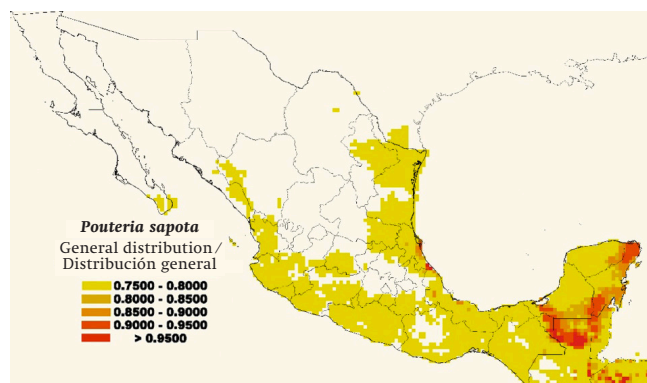 Pouteria sapota
General distribution/
Distribución general
0.7500 - 0.8000
0.8000 - 0.8500
0.8500 - 0.9000
0.9000 - 0.9500
> 0.9500